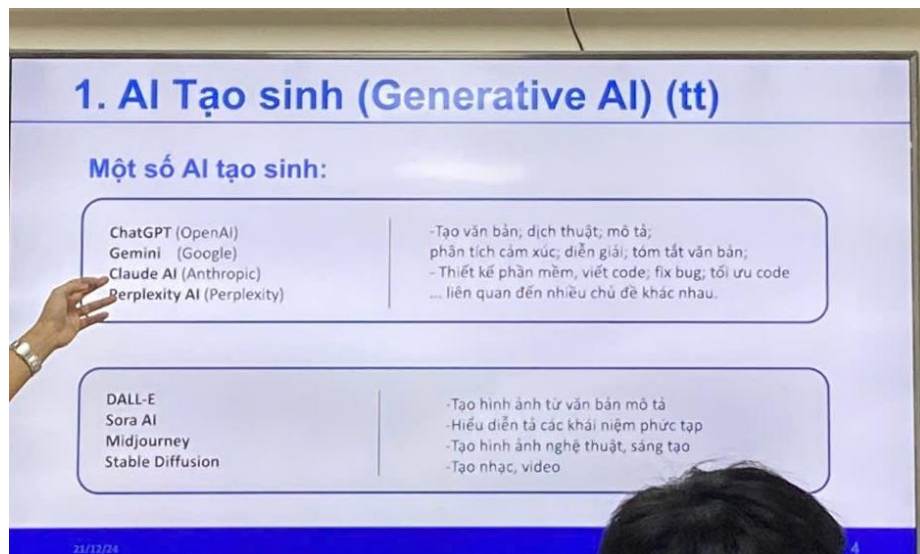 1. AI Tạo sinh (Generative AI) (tt)
Một số AI tạo sinh:
ChatGPT (OpenAI)
Gemini (Google)
Claude AI (Anthropic)
Perplexity AI (Perplexity)
-Tạo văn bản; dịch thuật; mô tả;
phân tích cảm xúc; diễn giải; tóm tắt văn bản;
- Thiết kế phần mềm, viết code; fix bug; tối ưu code
... liên quan đến nhiều chủ đề khác nhau.
DALL-E
Sora AI
Midjourney
Stable Diffusion
-Tạo hình ảnh từ văn bản mô tả
-Hiểu diễn tả các khái niệm phức tạp
-Tạo hình ảnh nghệ thuật, sáng tạo
-Tạo nhạc, video
21/12/24
4